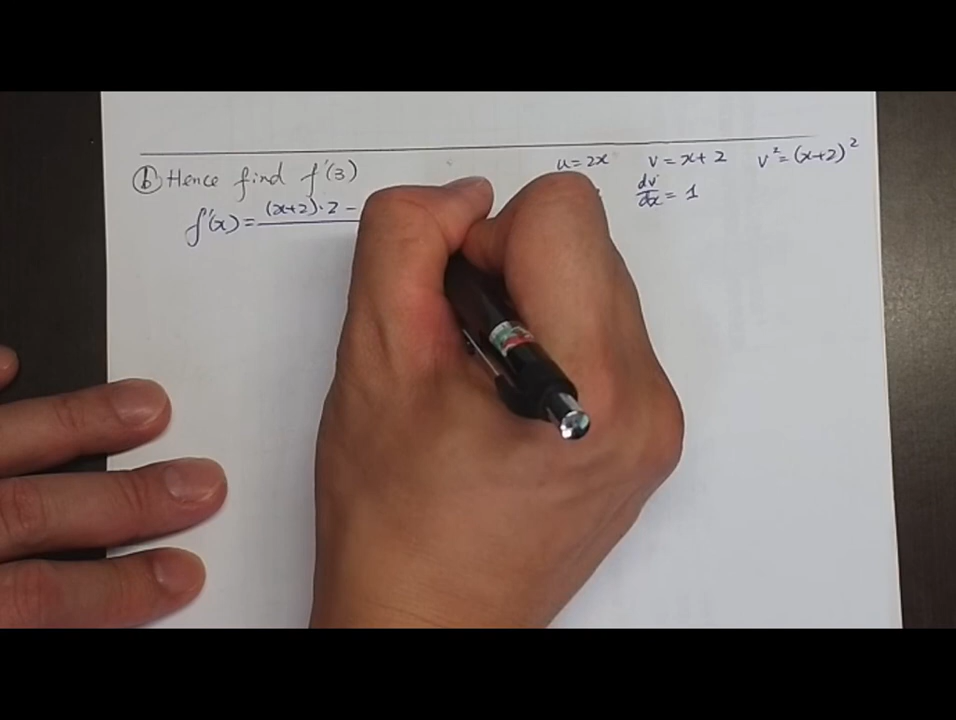 ⓑ Hence find f'(3)
u = 2x v = x+2 v² = (x+2)²
dv/dx = 1
f'(x) = (x+2)·2 −